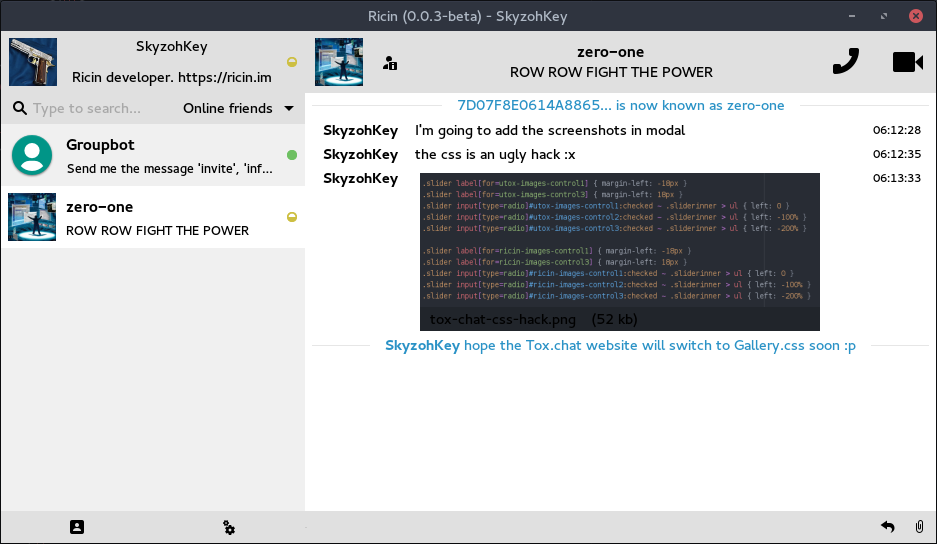 Ricin (0.0.3-beta) - SkyzohKey
SkyzohKey
Ricin developer. https://ricin.im
Type to search...
Online friends
Groupbot
Send me the message 'invite', 'inf...
zero-one
ROW ROW FIGHT THE POWER
zero-one
ROW ROW FIGHT THE POWER
7D07F8E0614A8865... is now known as zero-one
SkyzohKey I'm going to add the screenshots in modal 06:12:28
SkyzohKey the css is an ugly hack :x 06:12:35
SkyzohKey 06:13:33
.slider label[for=utox-images-control1] { margin-left: -18px }
.slider label[for=utox-images-control3] { margin-left: 18px }
.slider input[type=radio]#utox-images-control1:checked ~ .sliderinner > ul { left: 0 }
.slider input[type=radio]#utox-images-control2:checked ~ .sliderinner > ul { left: -100% }
.slider input[type=radio]#utox-images-control3:checked ~ .sliderinner > ul { left: -200% }
.slider label[for=ricin-images-control1] { margin-left: -18px }
.slider label[for=ricin-images-control3] { margin-left: 18px }
.slider input[type=radio]#ricin-images-control1:checked ~ .sliderinner > ul { left: 0 }
.slider input[type=radio]#ricin-images-control2:checked ~ .sliderinner > ul { left: -100% }
.slider input[type=radio]#ricin-images-control3:checked ~ .sliderinner > ul { left: -200% }
tox-chat-css-hack.png (52 kb)
SkyzohKey hope the Tox.chat website will switch to Gallery.css soon :p